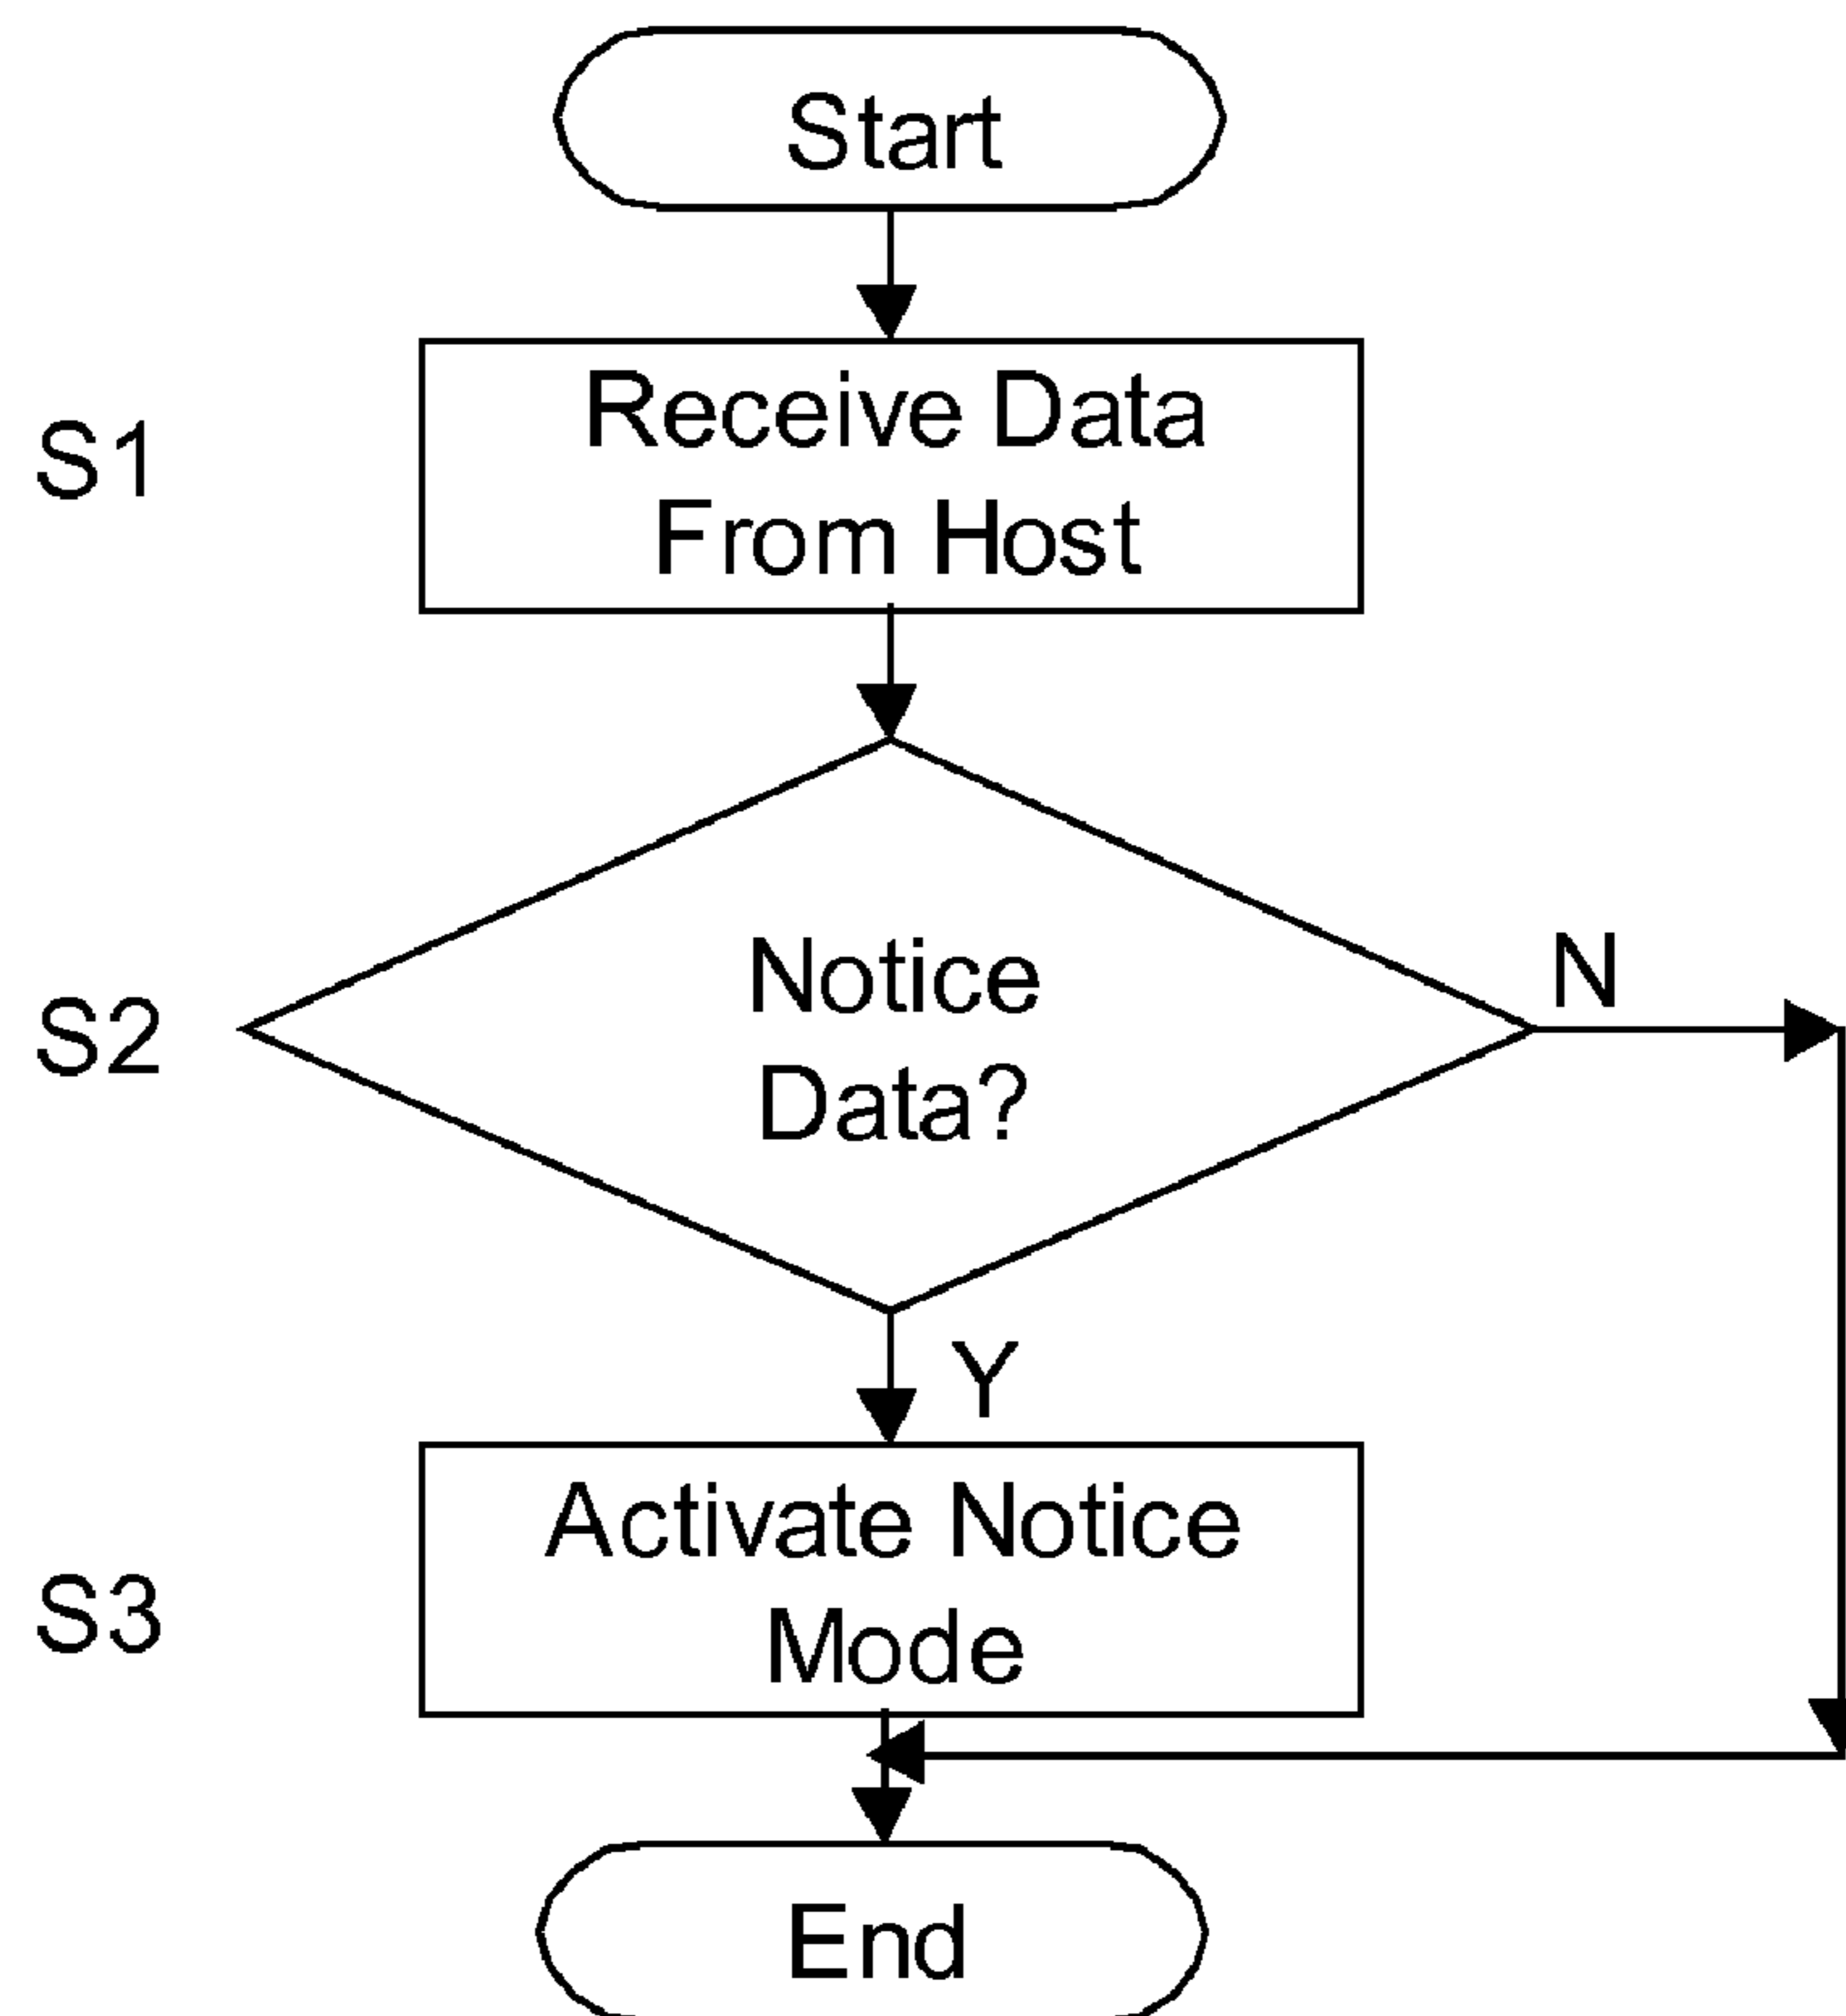 Start
S1
Receive Data
From Host
S2
Notice
Data?
N
Y
S3
Activate Notice
Mode
End